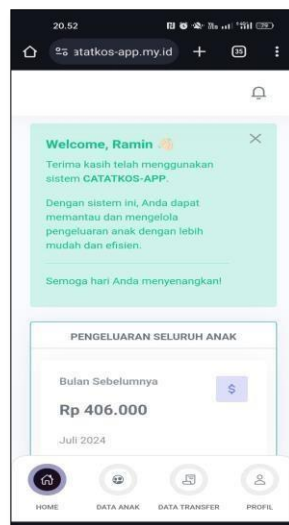 20.52
atatkos-app.my.id
35
Welcome, Ramin
Terima kasih telah menggunakan
sistem CATATKOS-APP.
Dengan sistem ini, Anda dapat
memantau dan mengelola
pengeluaran anak dengan lebih
mudah dan efisien.
Semoga hari Anda menyenangkan!
PENGELUARAN SELURUH ANAK
Bulan Sebelumnya
$
Rp 406.000
Juli 2024
HOME DATA ANAK DATA TRANSFER PROFIL